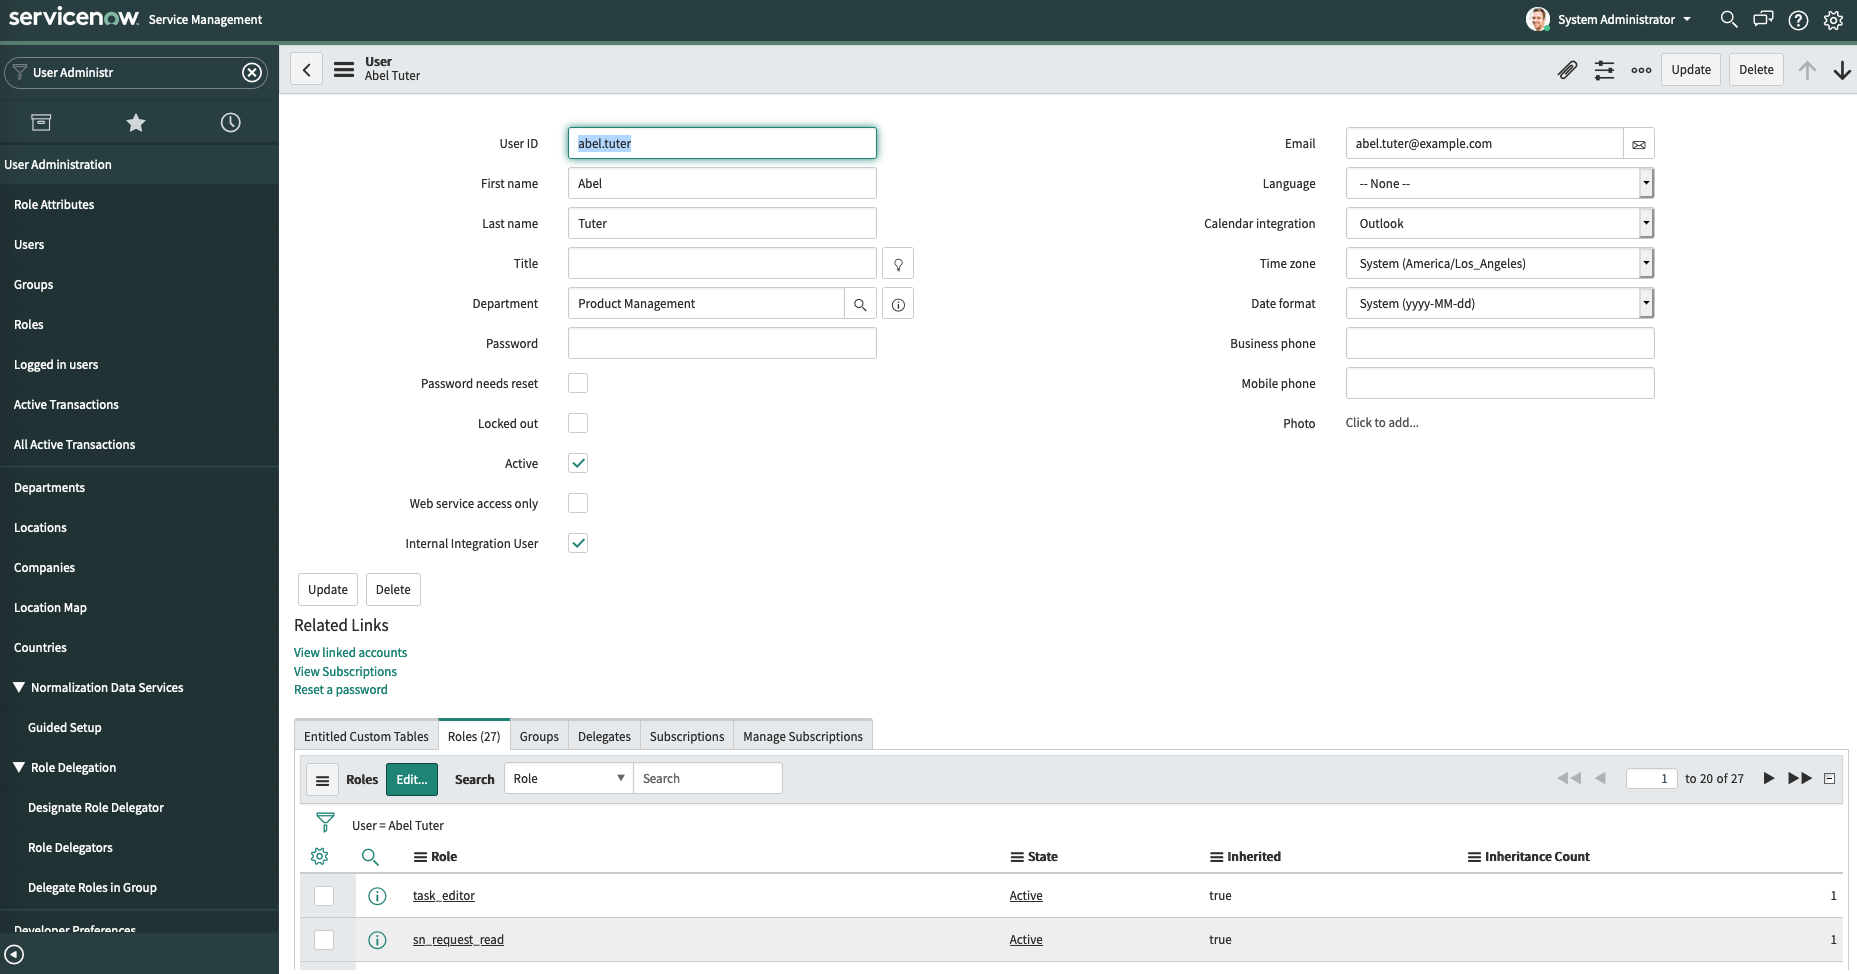 servicenow. Service Management
System Administrator
User Administr
User Administration
Role Attributes
Users
Groups
Roles
Logged in users
Active Transactions
All Active Transactions
Departments
Locations
Companies
Location Map
Countries
Normalization Data Services
Guided Setup
Role Delegation
Designate Role Delegator
Role Delegators
Delegate Roles in Group
Developer Preferences
User
Abel Tuter
Update
Delete
User ID abel.tuter
First name Abel
Last name Tuter
Title
Department Product Management
Password
Password needs reset
Locked out
Active
Web service access only
Internal Integration User
Email abel.tuter@example.com
Language -- None --
Calendar integration Outlook
Time zone System (America/Los_Angeles)
Date format System (yyyy-MM-dd)
Business phone
Mobile phone
Photo Click to add...
Update Delete
Related Links
View linked accounts
View Subscriptions
Reset a password
Entitled Custom Tables Roles (27) Groups Delegates Subscriptions Manage Subscriptions
Roles Edit... Search Role Search 1 to 20 of 27
User = Abel Tuter
Role State Inherited Inheritance Count
task_editor Active true 1
sn_request_read Active true 1